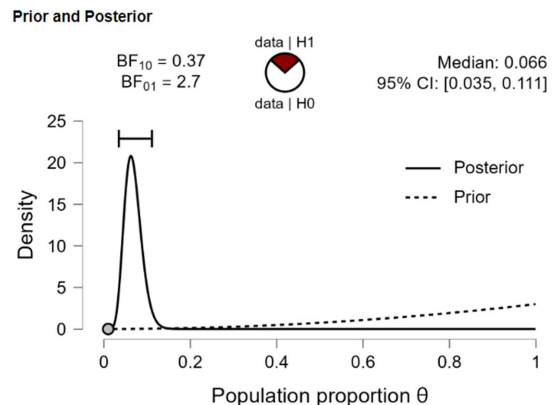 Prior and Posterior
data | H1
BF₁₀ = 0.37
BF₀₁ = 2.7
data | H0
Median: 0.066
95% CI: [0.035, 0.111]
25
20
15
10
5
0
Density
Posterior
Prior
0
0.2
0.4
0.6
0.8
1
Population proportion θ